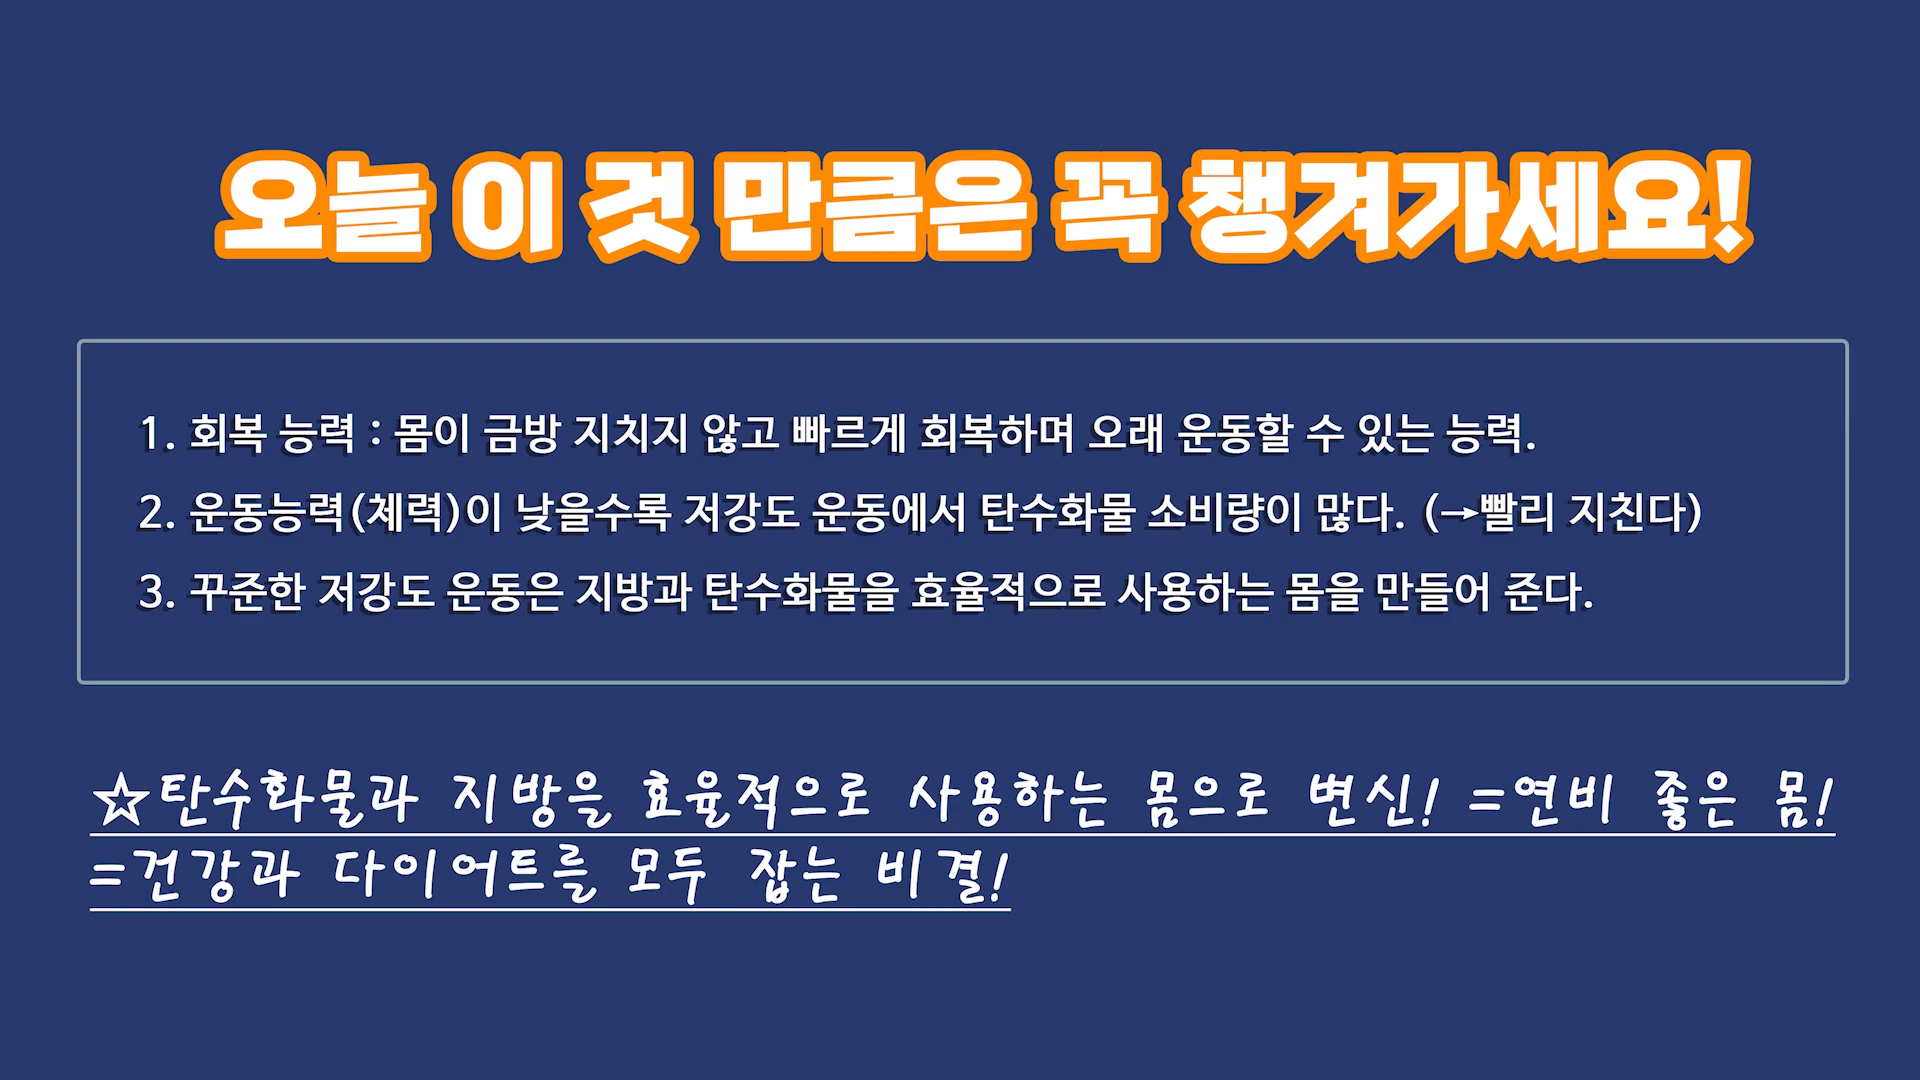 오늘 이 것 만큼은 꼭 챙겨가세요!
1. 회복 능력 : 몸이 금방 지치지 않고 빠르게 회복하며 오래 운동할 수 있는 능력.
2. 운동능력(체력)이 낮을수록 저강도 운동에서 탄수화물 소비량이 많다. (→빨리 지친다)
3. 꾸준한 저강도 운동은 지방과 탄수화물을 효율적으로 사용하는 몸을 만들어 준다.
☆탄수화물과 지방을 효율적으로 사용하는 몸으로 변신! =연비 좋은 몸!
=건강과 다이어트를 모두 잡는 비결!